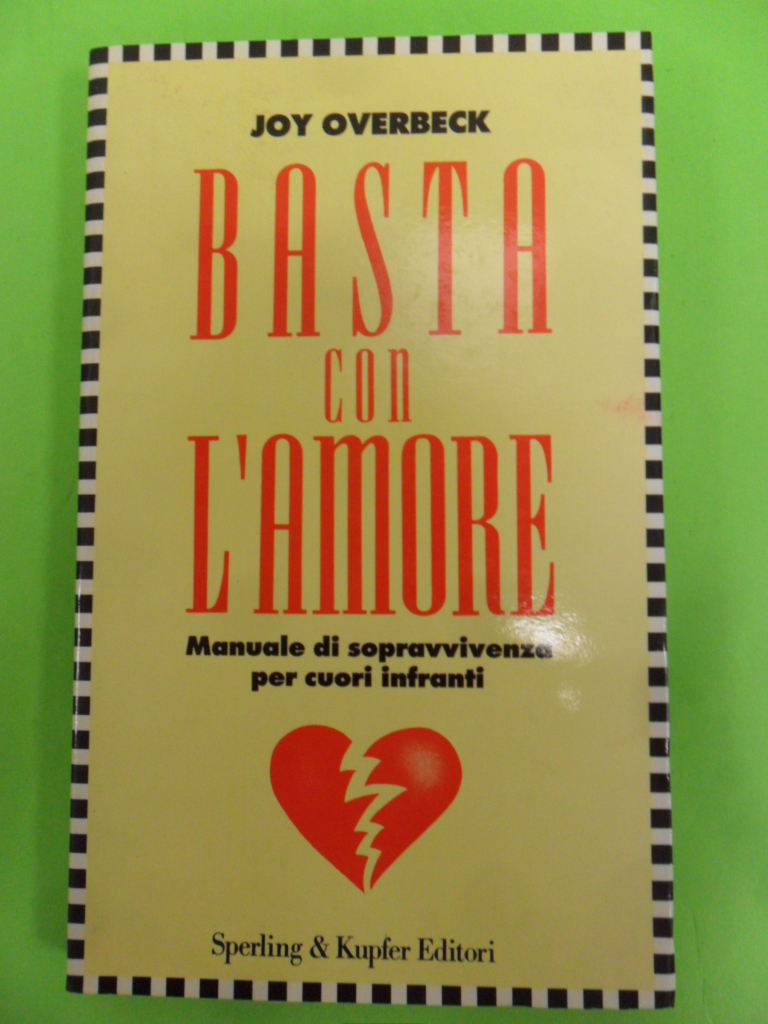 JOY OVERBECK
BASTA
con
L'AMORE
Manuale di sopravvivenza
per cuori infranti
Sperling & Kupfer Editori